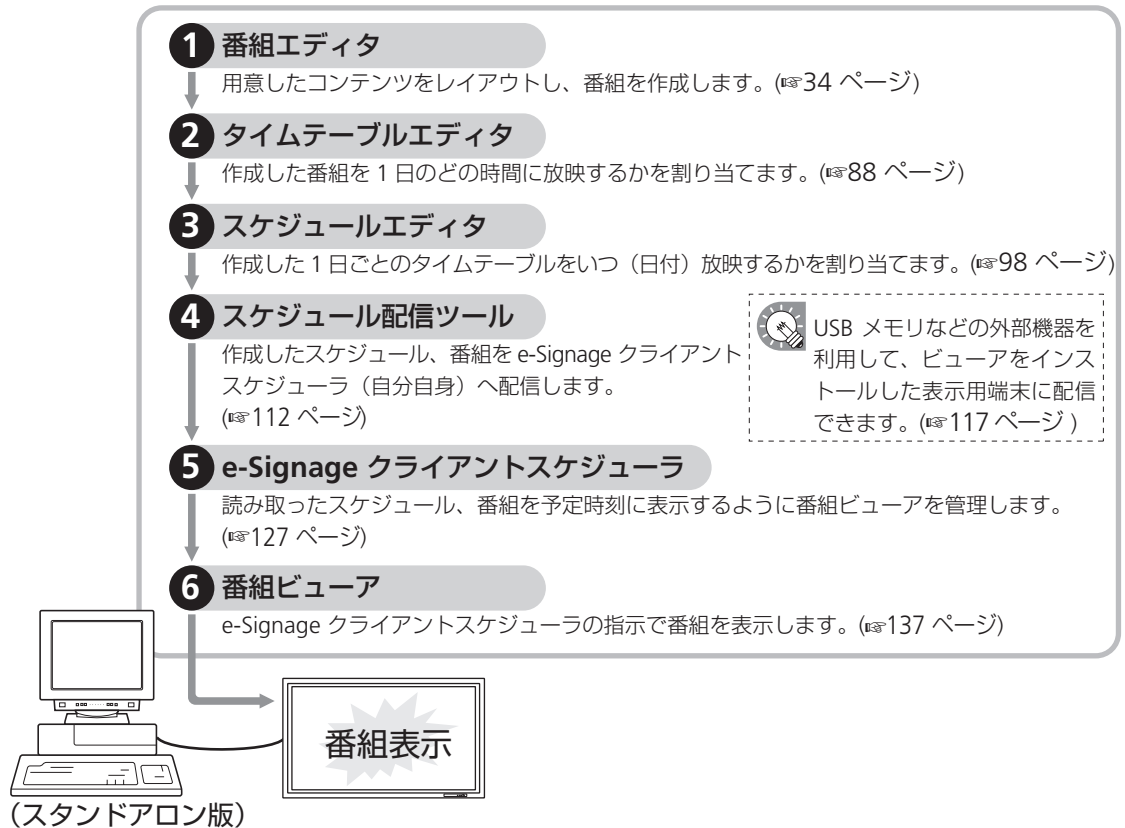 1 番組エディタ
用意したコンテンツをレイアウトし、番組を作成します。(☞34 ページ)
2 タイムテーブルエディタ
作成した番組を 1 日のどの時間に放映するかを割り当てます。(☞88 ページ)
3 スケジュールエディタ
作成した 1 日ごとのタイムテーブルをいつ（日付）放映するかを割り当てます。(☞98 ページ)
4 スケジュール配信ツール
作成したスケジュール、番組を e-Signage クライアント
スケジューラ（自分自身）へ配信します。
(☞112 ページ)
USB メモリなどの外部機器を
利用して、ビューアをインス
トールした表示用端末に配信
できます。(☞117 ページ )
5 e-Signage クライアントスケジューラ
読み取ったスケジュール、番組を予定時刻に表示するように番組ビューアを管理します。
(☞127 ページ)
6 番組ビューア
e-Signage クライアントスケジューラの指示で番組を表示します。(☞137 ページ)
番組表示
（スタンドアロン版）